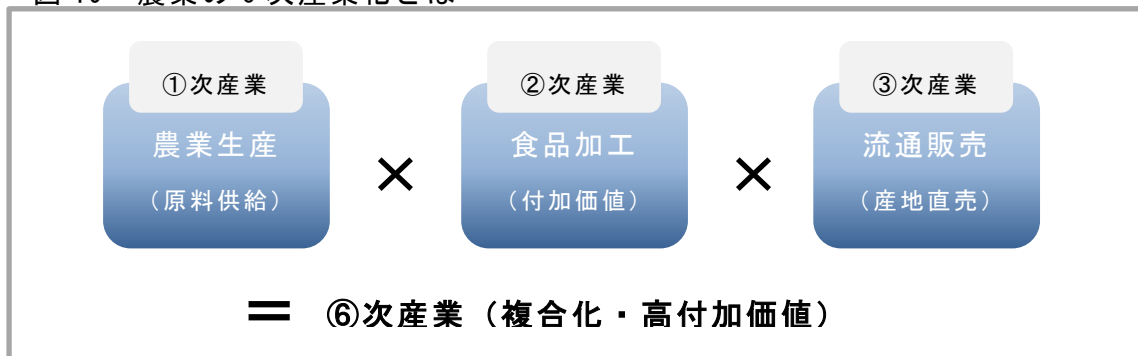 ①次産業
②次産業
③次産業
農業生産
食品加工
流通販売
×
×
（原料供給）
（付加価値）
（産地直売）
＝ ⑥次産業（複合化・高付加価値）